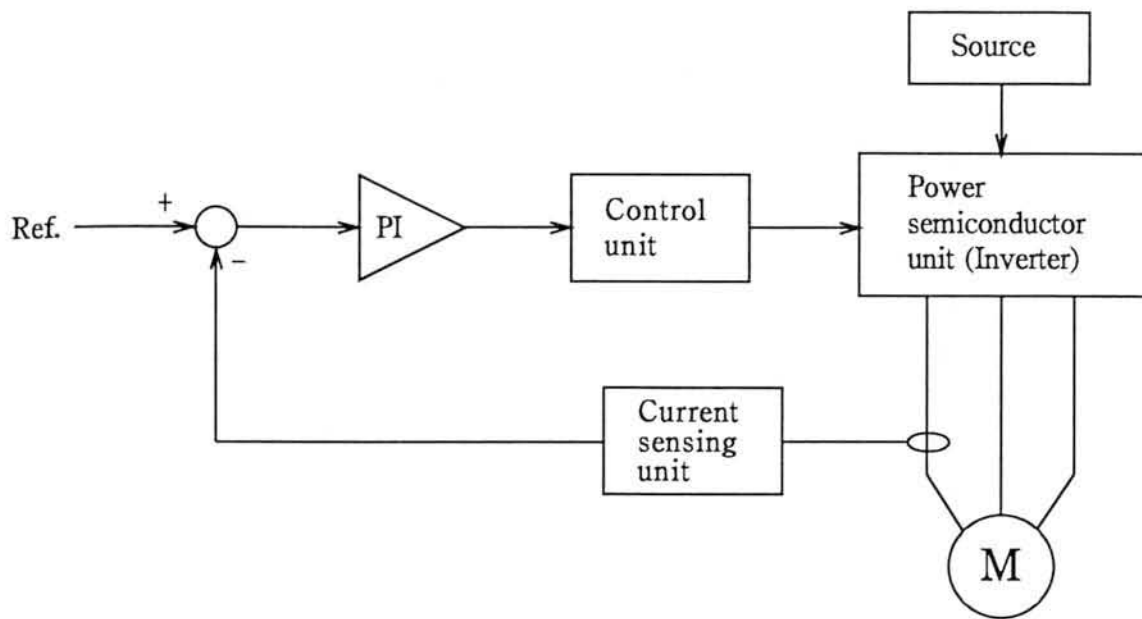 Source
Power
semiconductor
unit (Inverter)
Control
unit
PI
Ref.
+
−
Current
sensing
unit
M